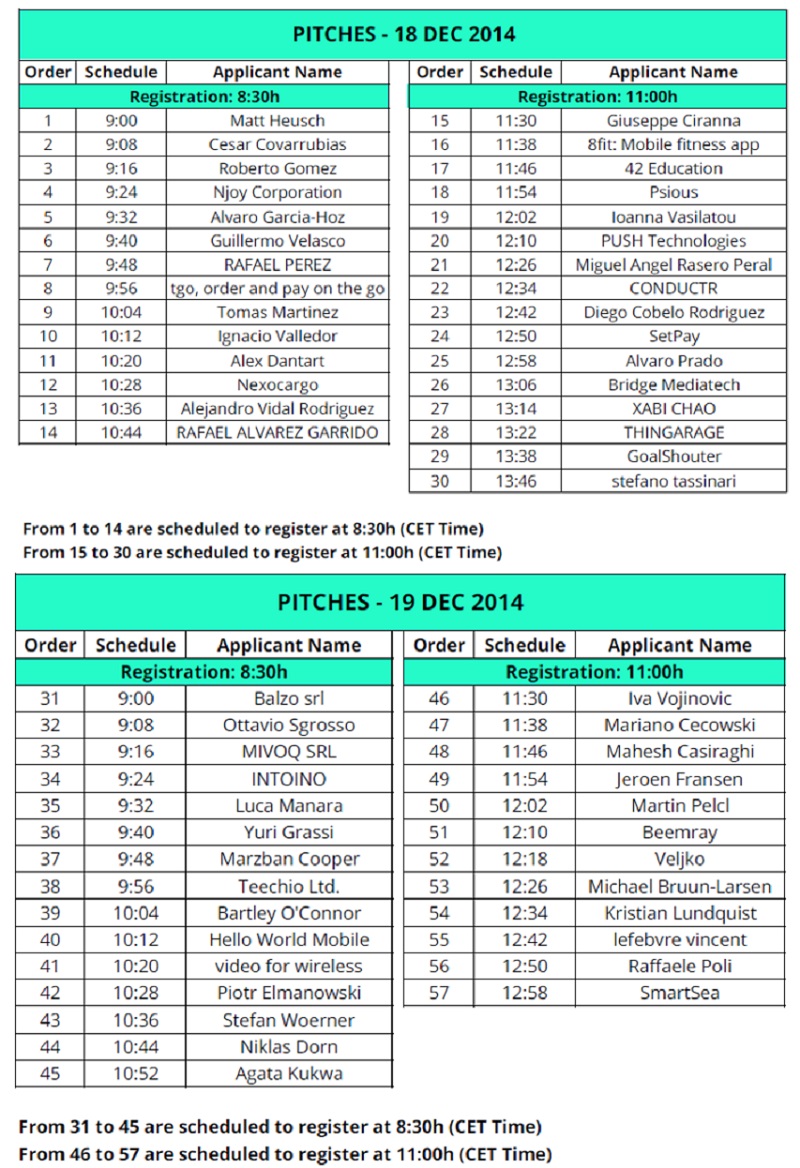 PITCHES - 18 DEC 2014
Order Schedule Applicant Name
Registration: 8:30h
1 9:00 Matt Heusch
2 9:08 Cesar Covarrubias
3 9:16 Roberto Gomez
4 9:24 Njoy Corporation
5 9:32 Alvaro Garcia-Hoz
6 9:40 Guillermo Velasco
7 9:48 RAFAEL PEREZ
8 9:56 tgo, order and pay on the go
9 10:04 Tomas Martinez
10 10:12 Ignacio Valledor
11 10:20 Alex Dantart
12 10:28 Nexocargo
13 10:36 Alejandro Vidal Rodriguez
14 10:44 RAFAEL ALVAREZ GARRIDO
Order Schedule Applicant Name
Registration: 11:00h
15 11:30 Giuseppe Ciranna
16 11:38 8fit: Mobile fitness app
17 11:46 42 Education
18 11:54 Psious
19 12:02 Ioanna Vasilatou
20 12:10 PUSH Technologies
21 12:26 Miguel Angel Rasero Peral
22 12:34 CONDUCTR
23 12:42 Diego Cobelo Rodriguez
24 12:50 SetPay
25 12:58 Alvaro Prado
26 13:06 Bridge Mediatech
27 13:14 XABI CHAO
28 13:22 THINGARAGE
29 13:38 GoalShouter
30 13:46 stefano tassinari
From 1 to 14 are scheduled to register at 8:30h (CET Time)
From 15 to 30 are scheduled to register at 11:00h (CET Time)
PITCHES - 19 DEC 2014
Order Schedule Applicant Name
Registration: 8:30h
31 9:00 Balzo srl
32 9:08 Ottavio Sgrosso
33 9:16 MIVOQ SRL
34 9:24 INTOINO
35 9:32 Luca Manara
36 9:40 Yuri Grassi
37 9:48 Marzban Cooper
38 9:56 Teechio Ltd.
39 10:04 Bartley O'Connor
40 10:12 Hello World Mobile
41 10:20 video for wireless
42 10:28 Piotr Elmanowski
43 10:36 Stefan Woerner
44 10:44 Niklas Dorn
45 10:52 Agata Kukwa
Order Schedule Applicant Name
Registration: 11:00h
46 11:30 Iva Vojinovic
47 11:38 Mariano Cecowski
48 11:46 Mahesh Casiraghi
49 11:54 Jeroen Fransen
50 12:02 Martin Pelcl
51 12:10 Beemray
52 12:18 Veljko
53 12:26 Michael Bruun-Larsen
54 12:34 Kristian Lundquist
55 12:42 lefebvre vincent
56 12:50 Raffaele Poli
57 12:58 SmartSea
From 31 to 45 are scheduled to register at 8:30h (CET Time)
From 46 to 57 are scheduled to register at 11:00h (CET Time)